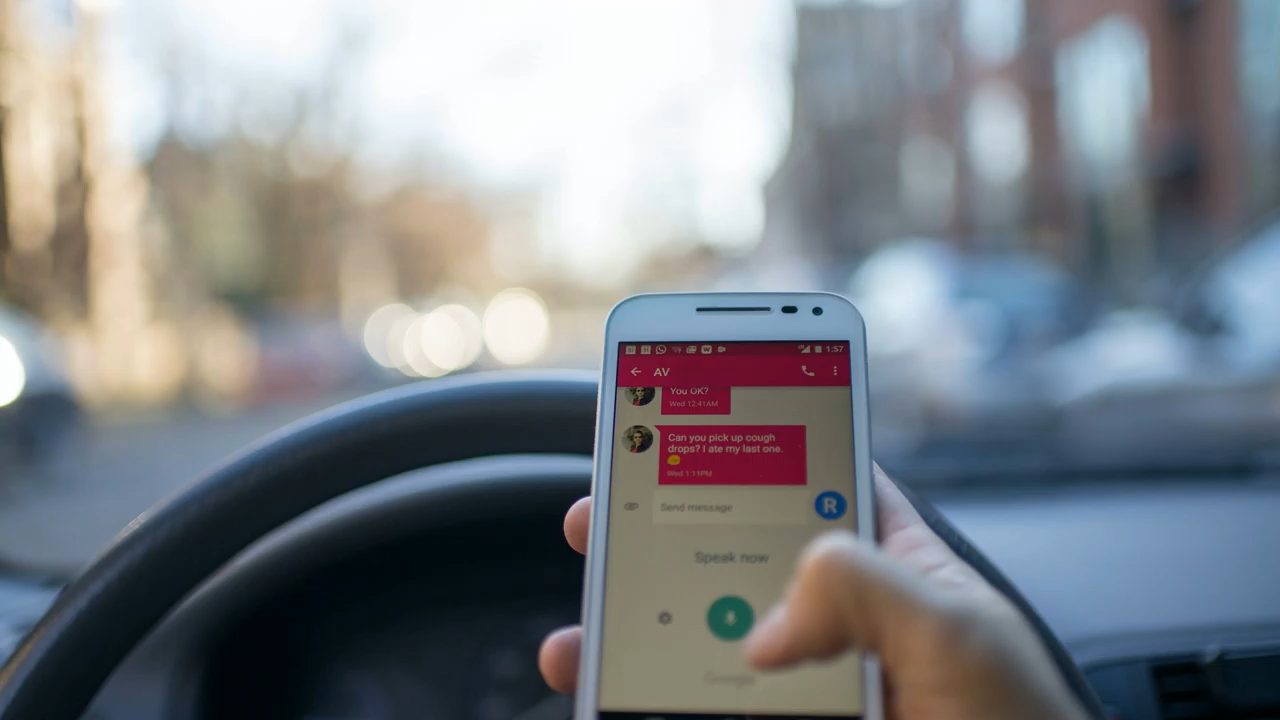 1:57
AV
You OK?
Wed 12:41AM
Can you pick up cough
drops? I ate my last one.
Wed 1:11PM
Send message
R
Speak now
Google